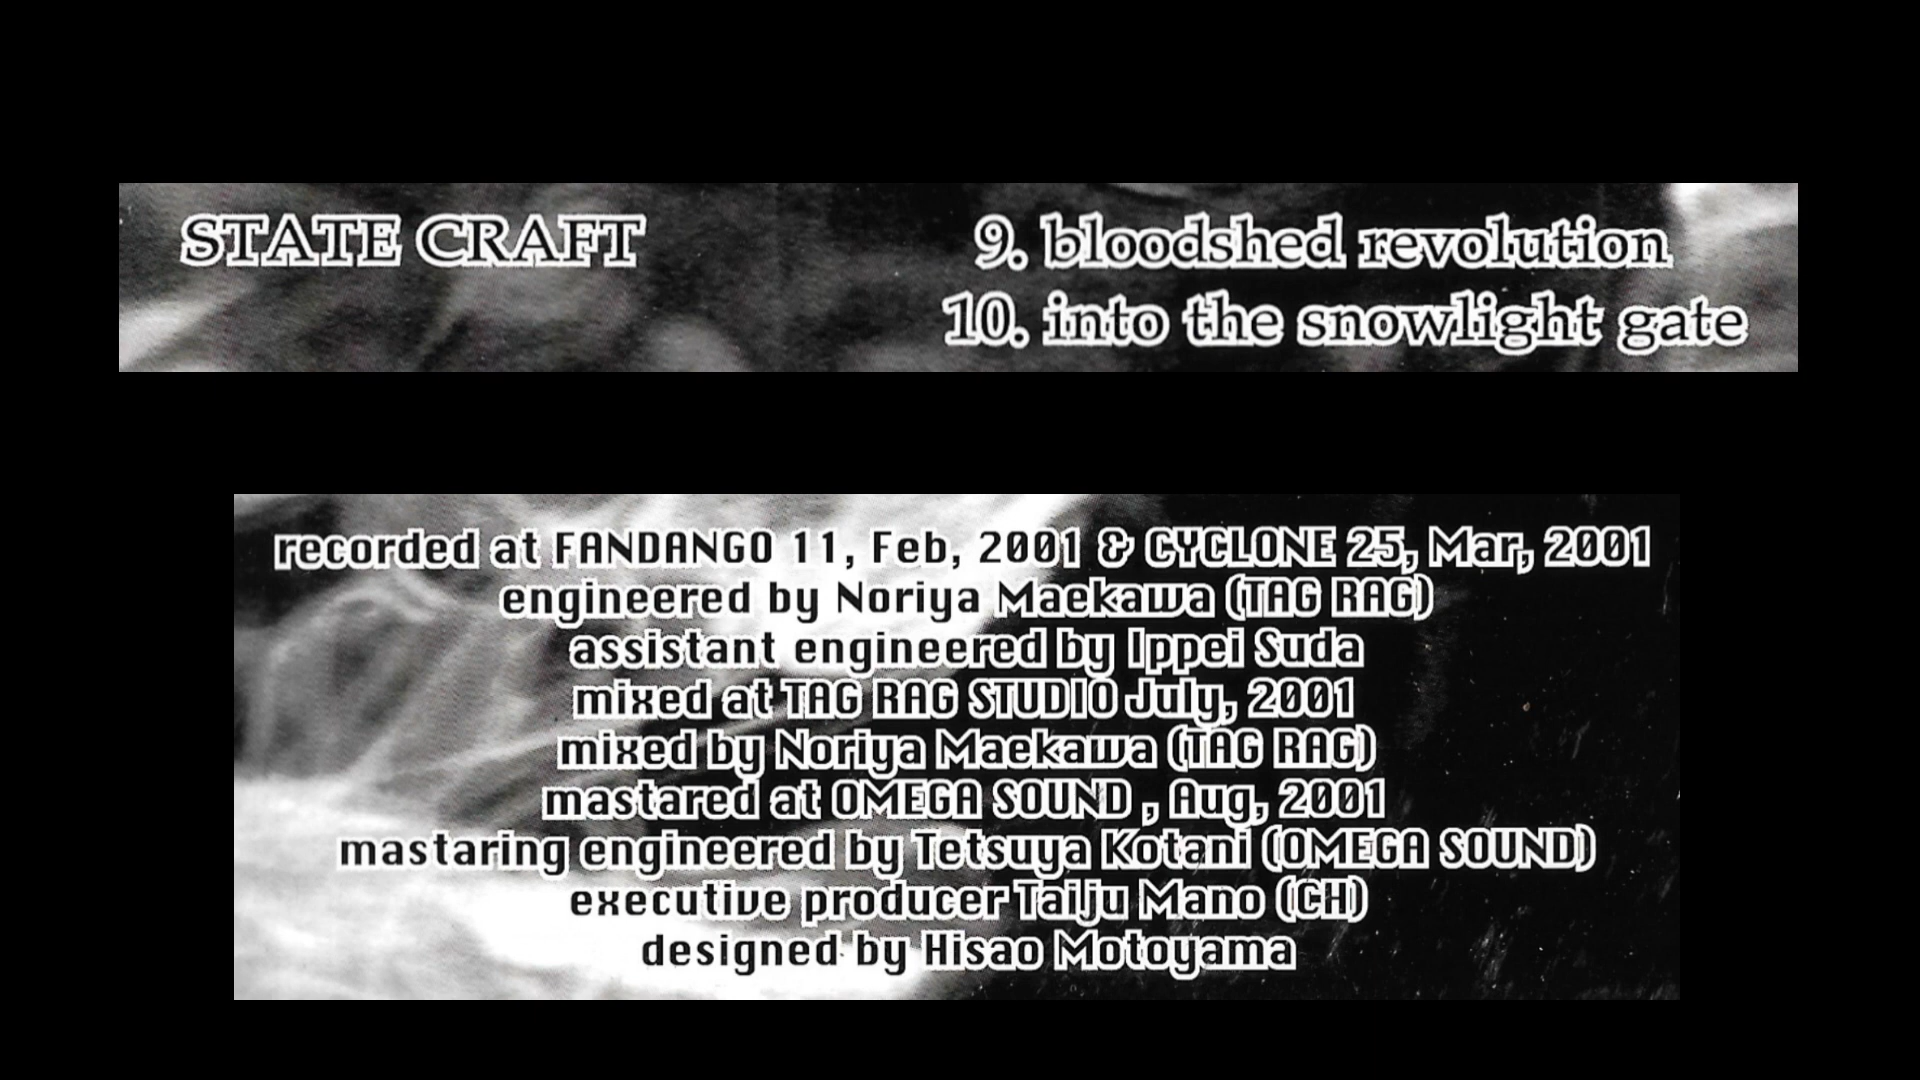 STATE CRAFT
9. bloodshed revolution
10. into the snowlight gate
recorded at FANDANGO 11, Feb, 2001 & CYCLONE 25, Mar, 2001
engineered by Noriya Maekawa (TAG RAG)
assistant engineered by Ippei Suda
mixed at TAG RAG STUDIO July, 2001
mixed by Noriya Maekawa (TAG RAG)
mastared at OMEGA SOUND , Aug, 2001
mastaring engineered by Tetsuya Kotani (OMEGA SOUND)
executive producer Taiju Mano (CH)
designed by Hisao Motoyama